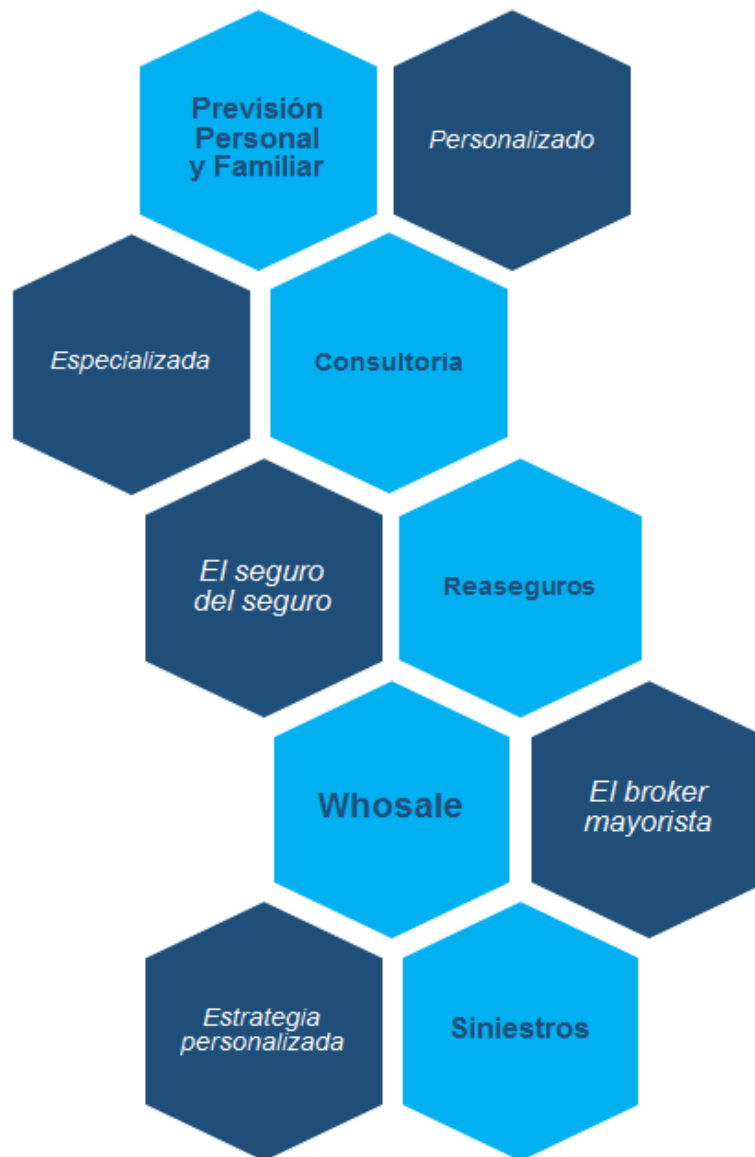 Previsión
Personal
y Familiar
Personalizado
Especializada
Consultoria
El seguro
del seguro
Reaseguros
Whosale
El broker
mayorista
Estrategia
personalizada
Siniestros